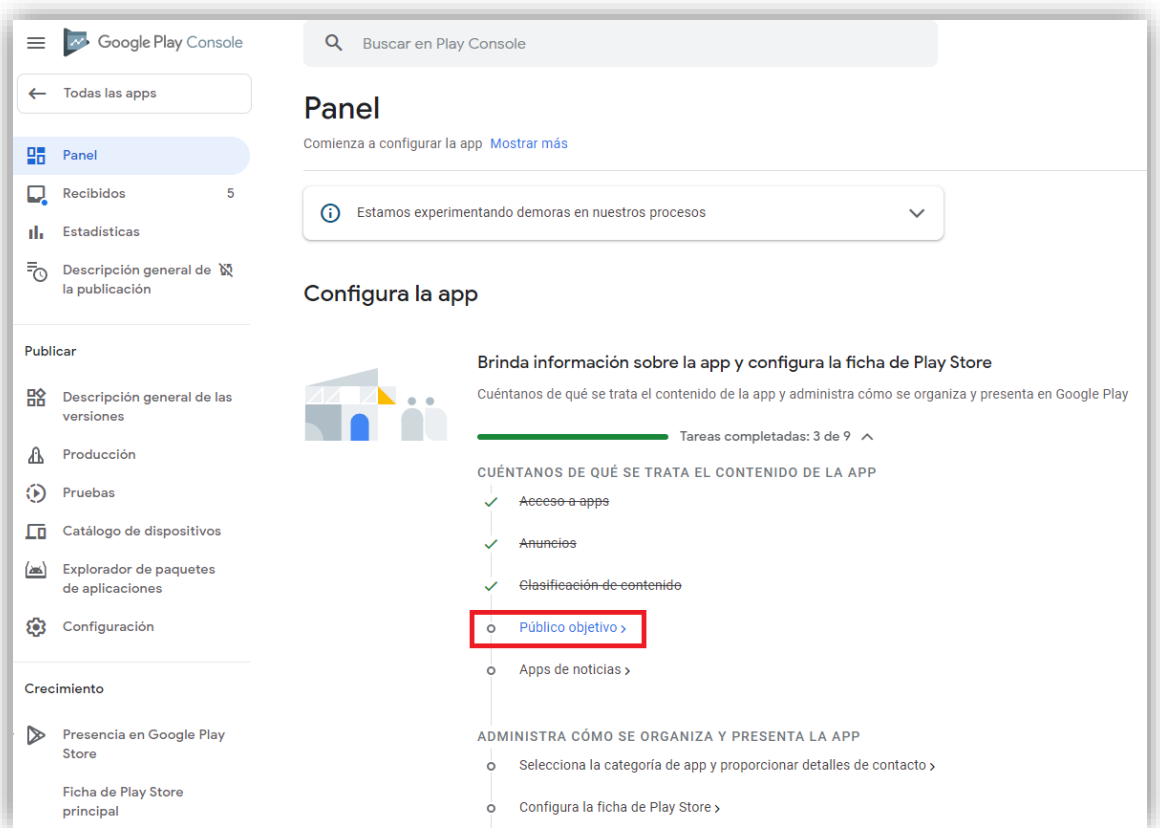 Google Play Console
Buscar en Play Console
Todas las apps
Panel
Recibidos 5
Estadísticas
Descripción general de
la publicación
Publicar
Descripción general de las
versiones
Producción
Pruebas
Catálogo de dispositivos
Explorador de paquetes
de aplicaciones
Configuración
Crecimiento
Presencia en Google Play
Store
Ficha de Play Store
principal
Panel
Comienza a configurar la app Mostrar más
Estamos experimentando demoras en nuestros procesos
Configura la app
Brinda información sobre la app y configura la ficha de Play Store
Cuéntanos de qué se trata el contenido de la app y administra cómo se organiza y presenta en Google Play
Tareas completadas: 3 de 9
CUÉNTANOS DE QUÉ SE TRATA EL CONTENIDO DE LA APP
Acceso a apps
Anuncios
Clasificación de contenido
Público objetivo
Apps de noticias
ADMINISTRA CÓMO SE ORGANIZA Y PRESENTA LA APP
Selecciona la categoría de app y proporcionar detalles de contacto
Configura la ficha de Play Store